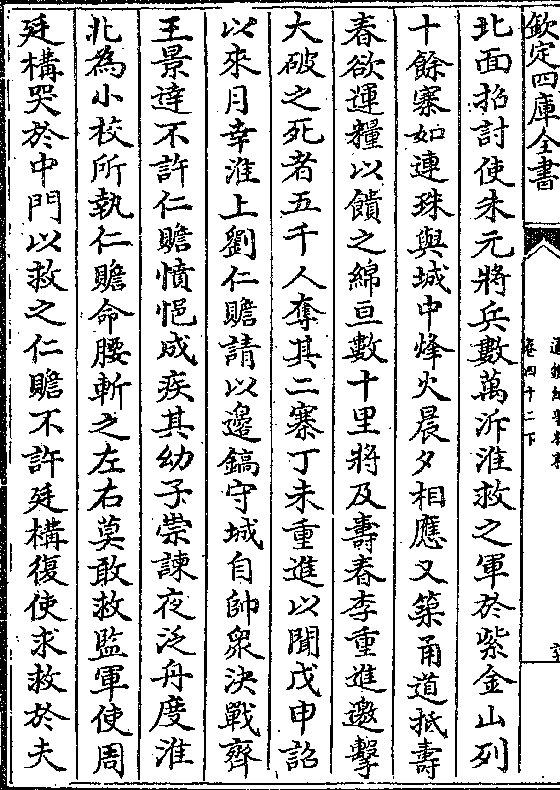 欽定四庫全書
卷四十二下
北面招討使朱元將兵數萬泝淮救之軍於紫金山列
十餘寨如連珠與城中烽火晨夕相應又築甬道抵壽
春欲運糧以饋之綿亘數十里將及壽春李重進邀擊
大破之死者五千人奪其二寨丁未重進以聞戊申詔
以來月幸淮上劉仁贍請以邊鎬守城自帥衆決戰齊
王景達不許仁贍憤悒成疾其幼子崇諫夜泛舟度淮
北為小校所執仁贍命腰斬之左右莫敢救監軍使周
廷構哭於中門以救之仁贍不許廷構復使求救於夫